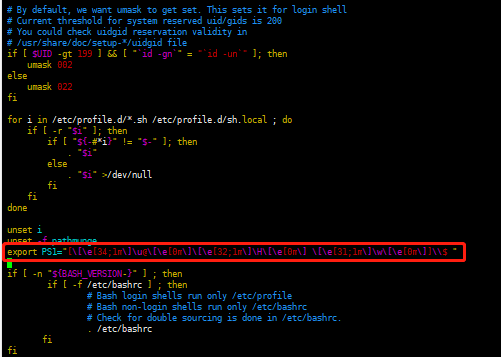 # By default, we want umask to get set. This sets it for login shell
# Current threshold for system reserved uid/gids is 200
# You could check uidgid reservation validity in
# /usr/share/doc/setup-*/uidgid file
if [ $UID -gt 199 ] && [ "`id -gn`" = "`id -un`" ]; then
umask 002
else
umask 022
fi
for i in /etc/profile.d/*.sh /etc/profile.d/sh.local ; do
if [ -r "$i" ]; then
if [ "${-#*i}" != "$-" ]; then
. "$i"
else
. "$i" >/dev/null
fi
fi
done
unset i
unset -f pathmunge
export PS1="[\[\e[34;1m\]\u@\[\e[0m\]\[\e[32;1m\]\H\[\e[0m\] \[\e[31;1m\]\w\[\e[0m\]]\\$ "
if [ -n "${BASH_VERSION-}" ] ; then
if [ -f /etc/bashrc ] ; then
# Bash login shells run only /etc/profile
# Bash non-login shells run only /etc/bashrc
# Check for double sourcing is done in /etc/bashrc.
. /etc/bashrc
fi
fi